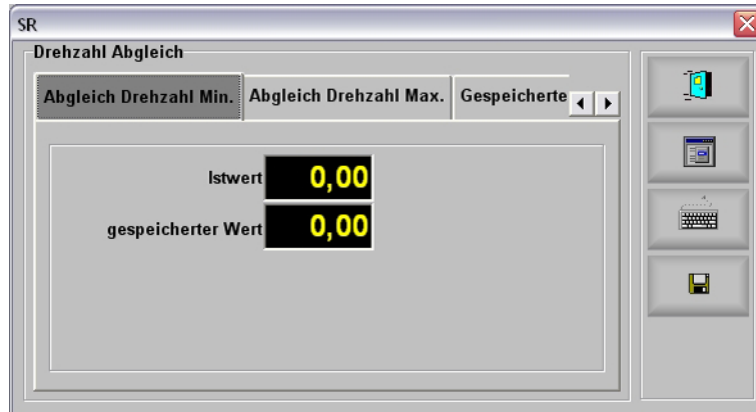 SR
Drehzahl Abgleich
Abgleich Drehzahl Min. Abgleich Drehzahl Max. Gespeicherte
Istwert 0,00
gespeicherter Wert 0,00